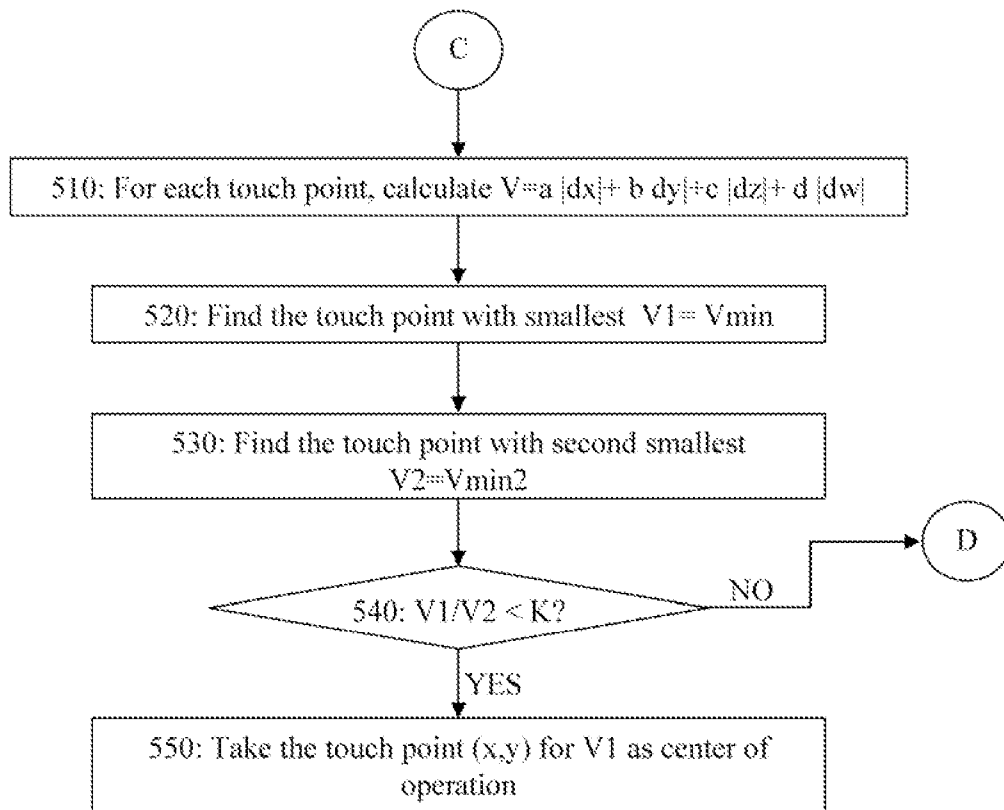 C
510: For each touch point, calculate V=a |dx|+ b dy|+c |dz|+ d |dw|
520: Find the touch point with smallest V1= Vmin
530: Find the touch point with second smallest
V2=Vmin2
D
NO
540: V1/V2 < K?
YES
550: Take the touch point (x,y) for V1 as center of
operation